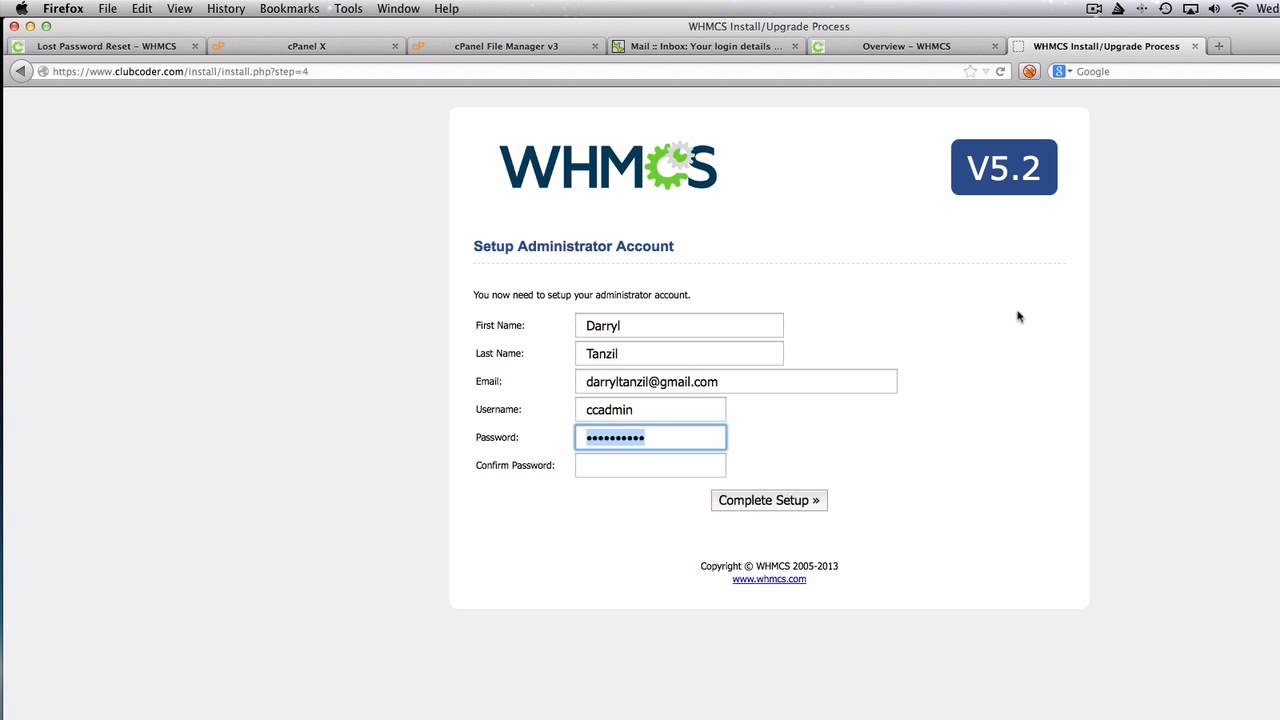 Firefox File Edit View History Bookmarks Tools Window Help Wed
WHMCS Install/Upgrade Process
Lost Password Reset – WHMCS cPanel X cPanel File Manager v3 Mail :: Inbox: Your login details ... Overview – WHMCS WHMCS Install/Upgrade Process
https://www.clubcoder.com/install/install.php?step=4 Google
WHMCS V5.2
Setup Administrator Account
You now need to setup your administrator account.
First Name: Darryl
Last Name: Tanzil
Email: darryltanzil@gmail.com
Username: ccadmin
Password: ••••••••••
Confirm Password:
Complete Setup »
Copyright © WHMCS 2005-2013
www.whmcs.com